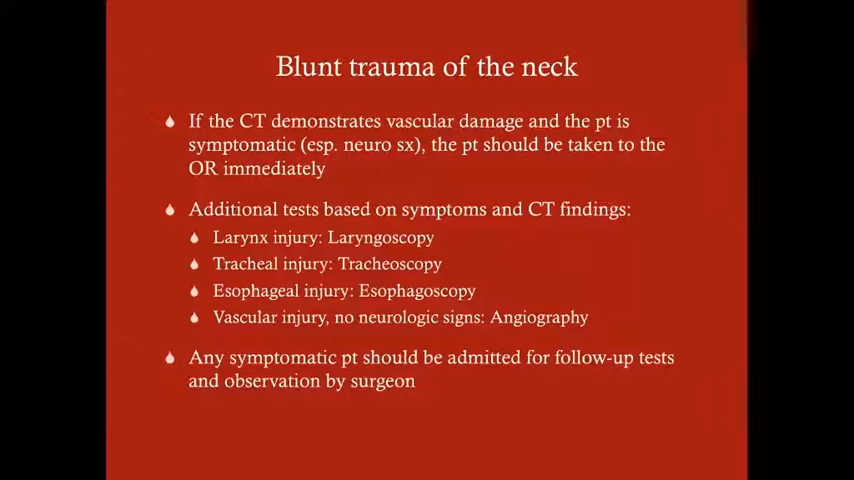 Blunt trauma of the neck
If the CT demonstrates vascular damage and the pt is
symptomatic (esp. neuro sx), the pt should be taken to the
OR immediately
Additional tests based on symptoms and CT findings:
Larynx injury: Laryngoscopy
Tracheal injury: Tracheoscopy
Esophageal injury: Esophagoscopy
Vascular injury, no neurologic signs: Angiography
Any symptomatic pt should be admitted for follow-up tests
and observation by surgeon